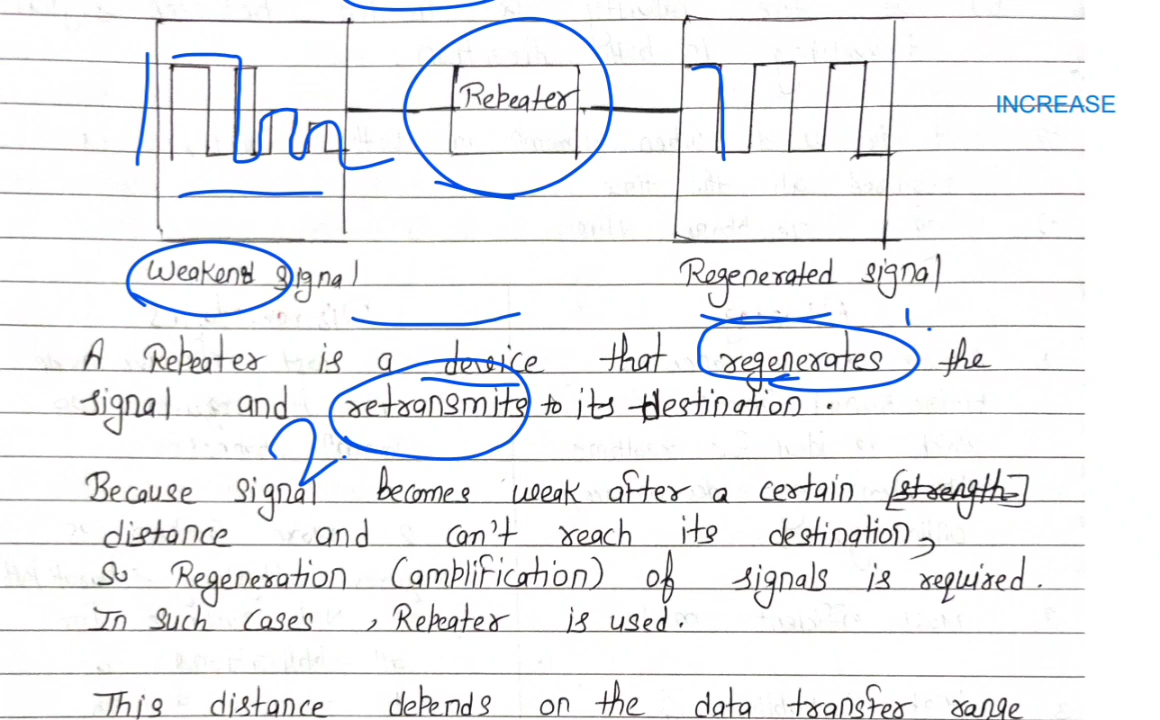 Repeater
INCREASE
Weakend Signal
Regenerated signal
1.
A Repeater is a device that regenerates the
signal and retransmits to its destination.
2.
Because signal becomes weak after a certain [strength]
distance and can't reach its destination,
So Regeneration (amplification) of signals is required.
In such cases, Repeater is used.
This distance depends on the data transfer range